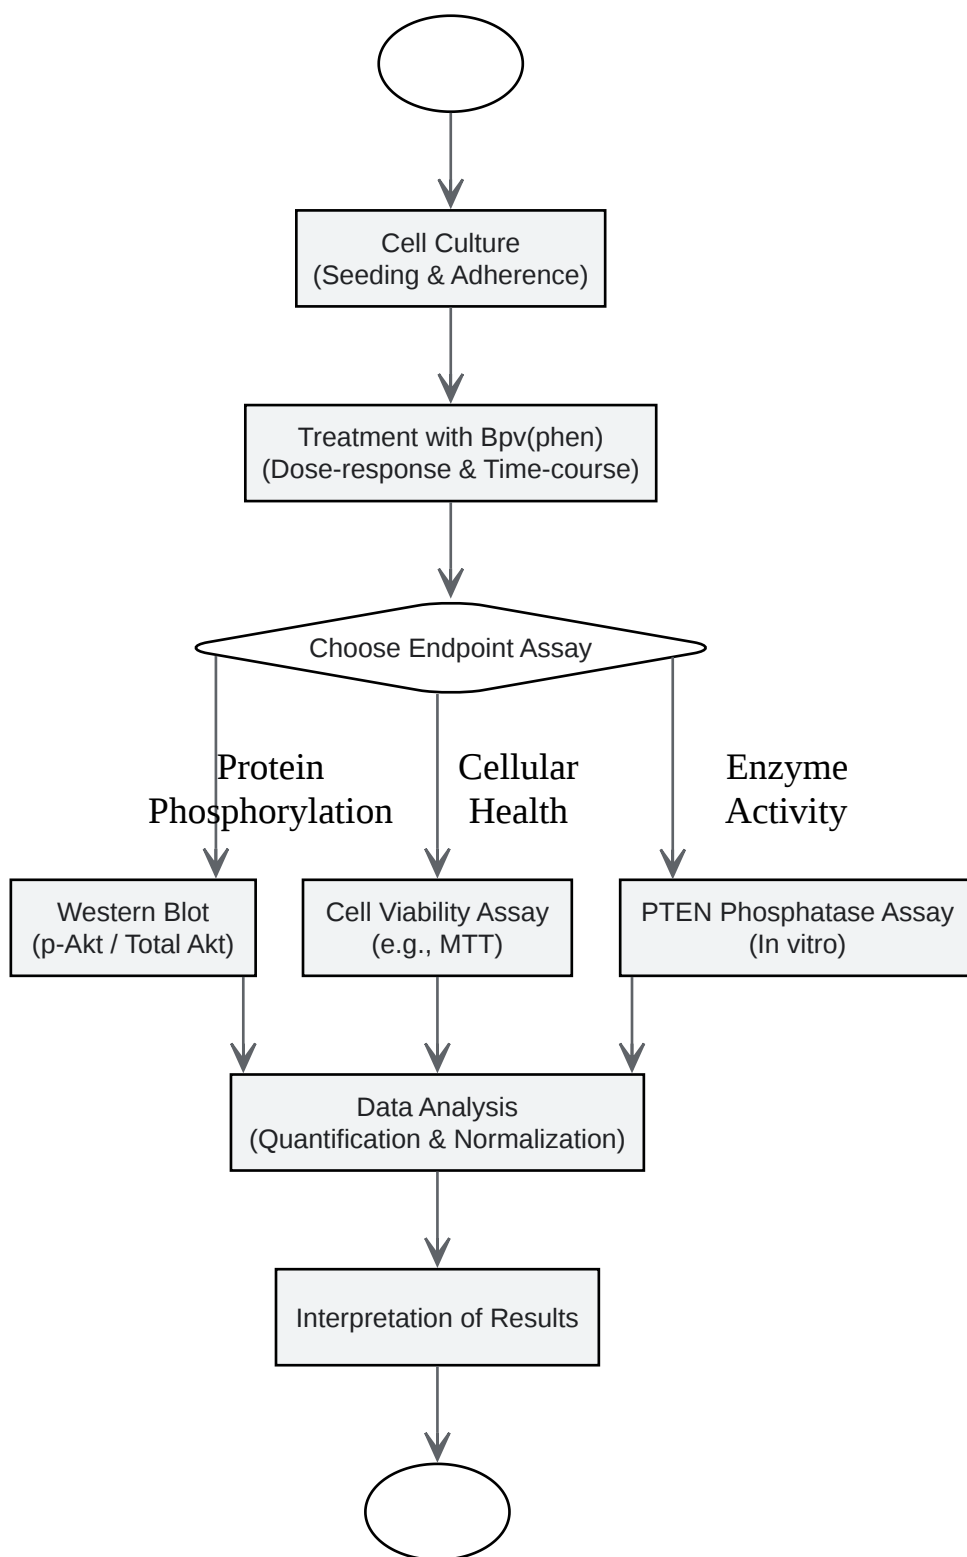 Cell Culture
(Seeding & Adherence)
Treatment with Bpv(phen)
(Dose-response & Time-course)
Choose Endpoint Assay
Protein
Phosphorylation
Cellular
Health
Enzyme
Activity
Western Blot
(p-Akt / Total Akt)
Cell Viability Assay
(e.g., MTT)
PTEN Phosphatase Assay
(In vitro)
Data Analysis
(Quantification & Normalization)
Interpretation of Results